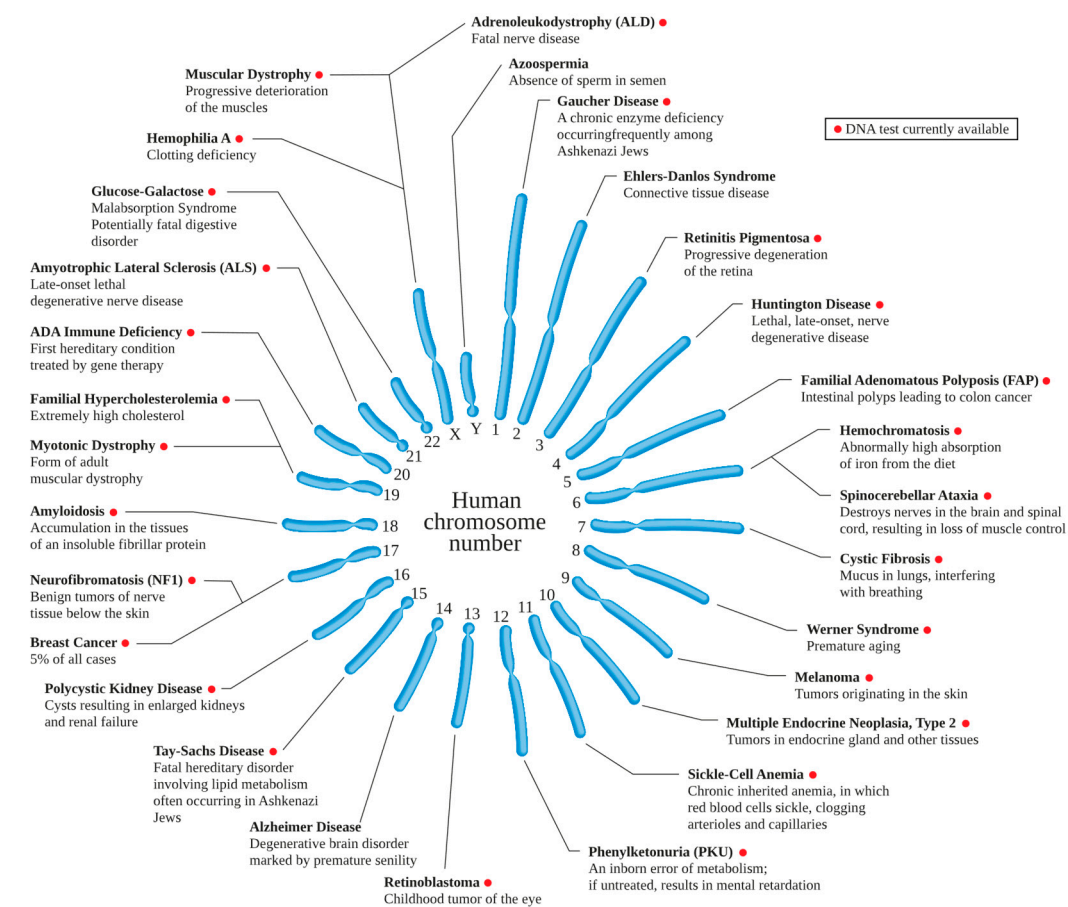 Adrenoleukodystrophy (ALD)
Fatal nerve disease
Azoospermia
Absence of sperm in semen
Gaucher Disease
A chronic enzyme deficiency
occurringfrequently among
Ashkenazi Jews
DNA test currently available
Ehlers-Danlos Syndrome
Connective tissue disease
Retinitis Pigmentosa
Progressive degeneration
of the retina
Huntington Disease
Lethal, late-onset, nerve
degenerative disease
Familial Adenomatous Polyposis (FAP)
Intestinal polyps leading to colon cancer
Hemochromatosis
Abnormally high absorption
of iron from the diet
Spinocerebellar Ataxia
Destroys nerves in the brain and spinal
cord, resulting in loss of muscle control
Cystic Fibrosis
Mucus in lungs, interfering
with breathing
Werner Syndrome
Premature aging
Melanoma
Tumors originating in the skin
Multiple Endocrine Neoplasia, Type 2
Tumors in endocrine gland and other tissues
Sickle-Cell Anemia
Chronic inherited anemia, in which
red blood cells sickle, clogging
arterioles and capillaries
Phenylketonuria (PKU)
An inborn error of metabolism;
if untreated, results in mental retardation
Retinoblastoma
Childhood tumor of the eye
Alzheimer Disease
Degenerative brain disorder
marked by premature senility
Tay-Sachs Disease
Fatal hereditary disorder
involving lipid metabolism
often occurring in Ashkenazi
Jews
Polycystic Kidney Disease
Cysts resulting in enlarged kidneys
and renal failure
Breast Cancer
5% of all cases
Neurofibromatosis (NF1)
Benign tumors of nerve
tissue below the skin
Amyloidosis
Accumulation in the tissues
of an insoluble fibrillar protein
Myotonic Dystrophy
Form of adult
muscular dystrophy
Familial Hypercholesterolemia
Extremely high cholesterol
ADA Immune Deficiency
First hereditary condition
treated by gene therapy
Amyotrophic Lateral Sclerosis (ALS)
Late-onset lethal
degenerative nerve disease
Glucose-Galactose
Malabsorption Syndrome
Potentially fatal digestive
disorder
Hemophilia A
Clotting deficiency
Muscular Dystrophy
Progressive deterioration
of the muscles
Human
chromosome
number
1
2
3
4
5
6
7
8
9
10
11
12
13
14
15
16
17
18
19
20
21
22
X
Y